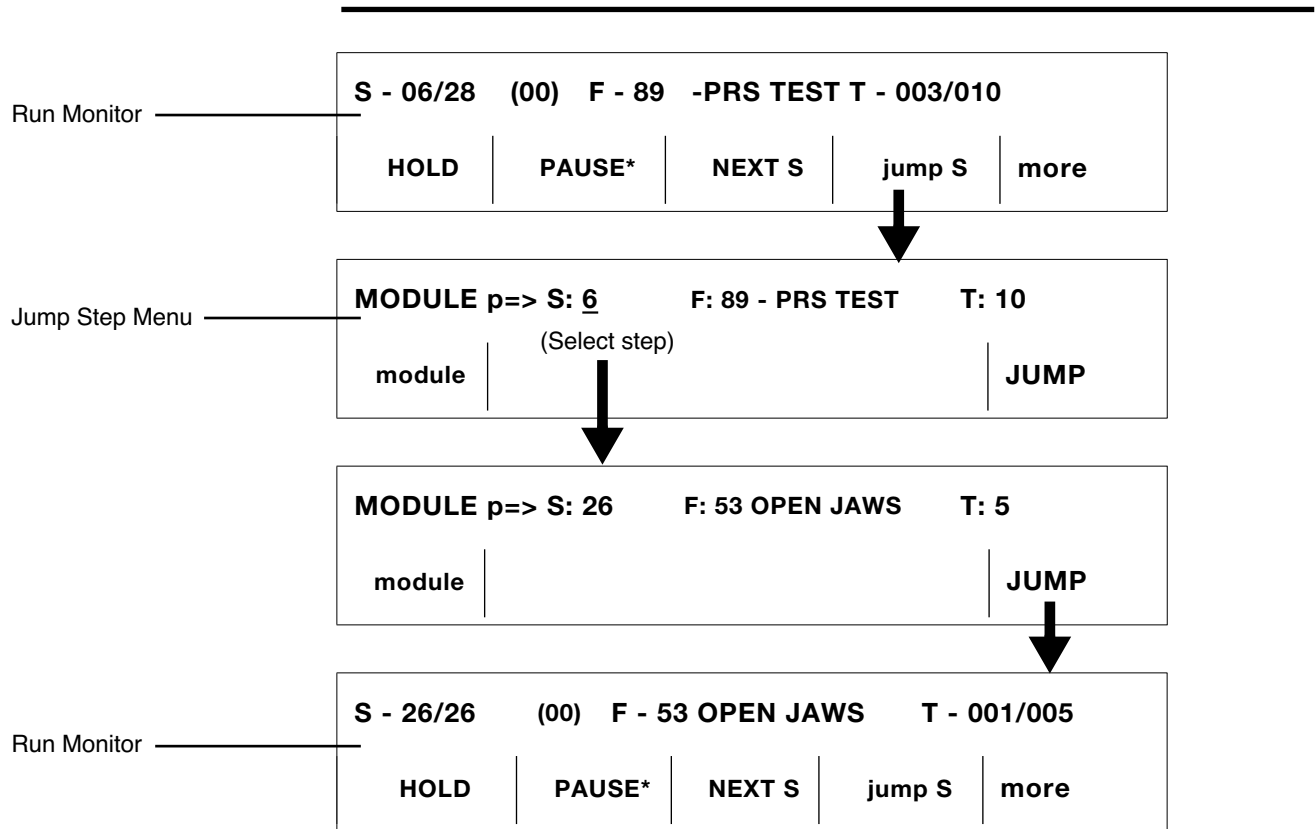 S - 06/28 (00) F - 89 -PRS TEST T - 003/010
Run Monitor
HOLD PAUSE* NEXT S jump S more
MODULE p=> S: 6 F: 89 - PRS TEST T: 10
Jump Step Menu
(Select step)
module JUMP
MODULE p=> S: 26 F: 53 OPEN JAWS T: 5
module JUMP
S - 26/26 (00) F - 53 OPEN JAWS T - 001/005
Run Monitor
HOLD PAUSE* NEXT S jump S more